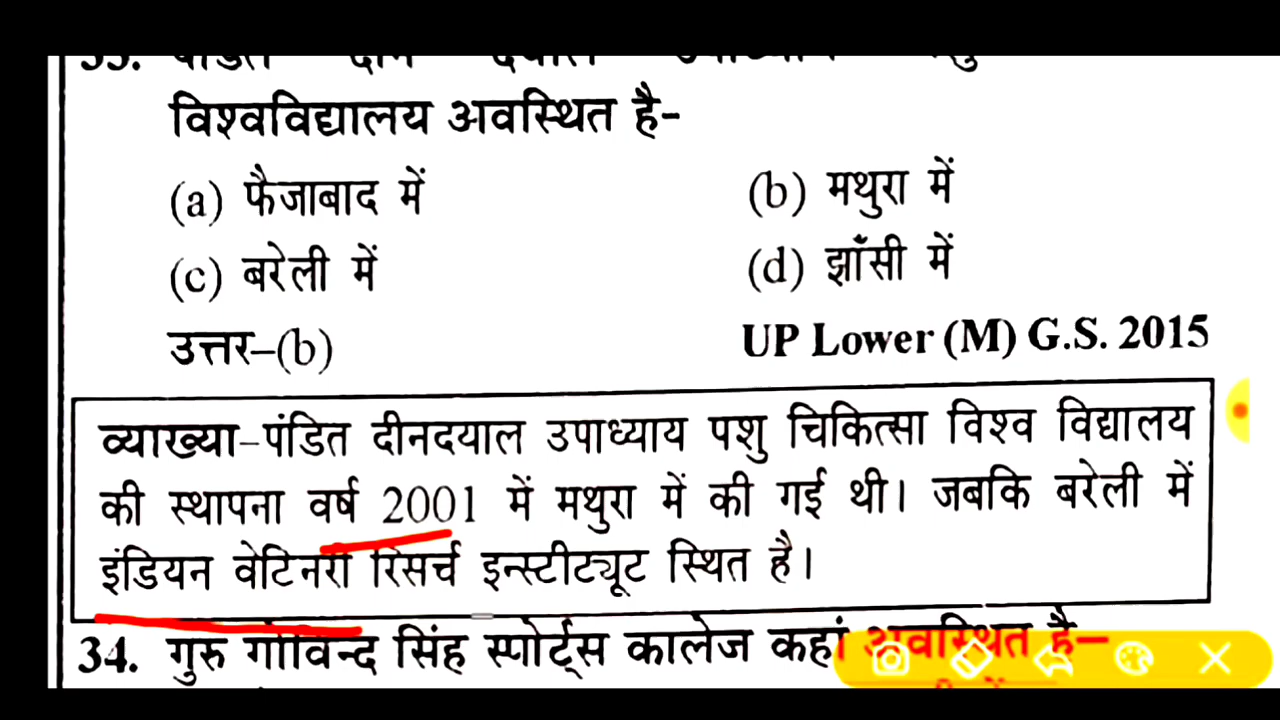 विश्वविद्यालय अवस्थित है-
(a) फैजाबाद में (b) मथुरा में
(c) बरेली में (d) झाँसी में
उत्तर–(b) UP Lower (M) G.S. 2015
व्याख्या–पंडित दीनदयाल उपाध्याय पशु चिकित्सा विश्व विद्यालय
की स्थापना वर्ष 2001 में मथुरा में की गई थी। जबकि बरेली में
इंडियन वेटिनरी रिसर्च इन्स्टीट्यूट स्थित है।
34. गुरु गोविन्द सिंह स्पोर्ट्स कालेज कहां अवस्थित है–